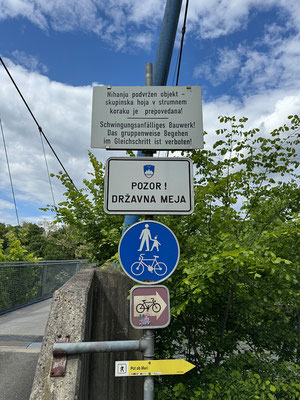 Nihanju podvržen objekt -
skupinska hoja v strumnem
koraku je prepovedana!
Schwingungsanfälliges Bauwerk!
Das gruppenweise Begehen
im Gleichschritt ist verboten!
POZOR !
DRŽAVNA MEJA
Pot ob Muri